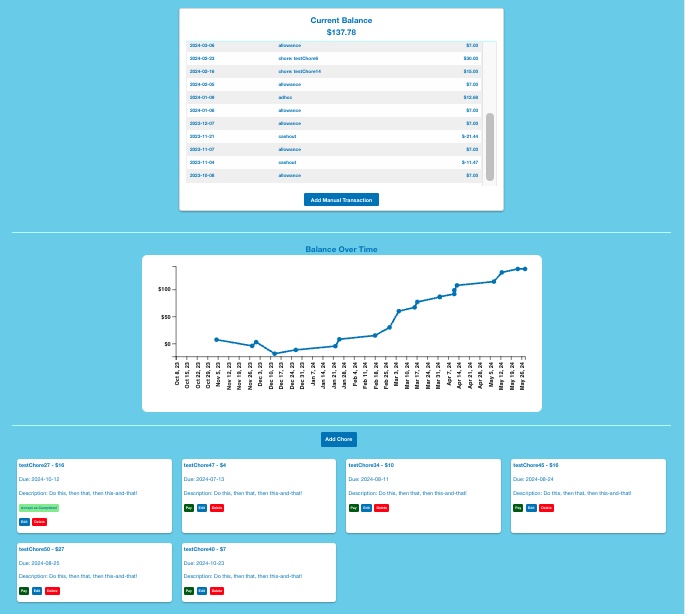 Current Balance
$137.78
2024-03-06 allowance $7.00
2024-02-23 chore: testChore6 $30.00
2024-02-16 chore: testChore14 $15.00
2024-02-05 allowance $7.00
2024-01-09 adhoc
2024-01-06 allowance $7.00
2023-12-07 allowance $7.00
2023-11-21 cashout $-21.44
2023-11-07 allowance $7.00
2023-11-04 cashout $-11.47
2023-10-08 allowance $7.00
Add Manual Transaction
Balance Over Time
$100
$50
$0
Oct 8, 23 Oct 15, 23 Oct 22, 23 Oct 29, 23 Nov 5, 23 Nov 12, 23 Nov 19, 23 Nov 26, 23 Dec 3, 23 Dec 10, 23 Dec 17, 23 Dec 24, 23 Dec 31, 23 Jan 7, 24 Jan 14, 24 Jan 21, 24 Jan 28, 24 Feb 4, 24 Feb 11, 24 Feb 18, 24 Feb 25, 24 Mar 3, 24 Mar 10, 24 Mar 17, 24 Mar 24, 24 Mar 31, 24 Apr 7, 24 Apr 14, 24 Apr 21, 24 Apr 28, 24 May 5, 24 May 12, 24 May 19, 24 May 26, 24
Add Chore
testChore27 - $16
Due: 2024-10-12
Description: Do this, then that, then this-and-that!
Accept as Completed
Edit Delete
testChore47 - $4
Due: 2024-07-13
Description: Do this, then that, then this-and-that!
Pay Edit Delete
testChore34 - $10
Due: 2024-08-11
Description: Do this, then that, then this-and-that!
Pay Edit Delete
testChore45 - $16
Due: 2024-08-24
Description: Do this, then that, then this-and-that!
Pay Edit Delete
testChore50 - $27
Due: 2024-08-25
Description: Do this, then that, then this-and-that!
Pay Edit Delete
testChore40 - $7
Due: 2024-10-23
Description: Do this, then that, then this-and-that!
Pay Edit Delete